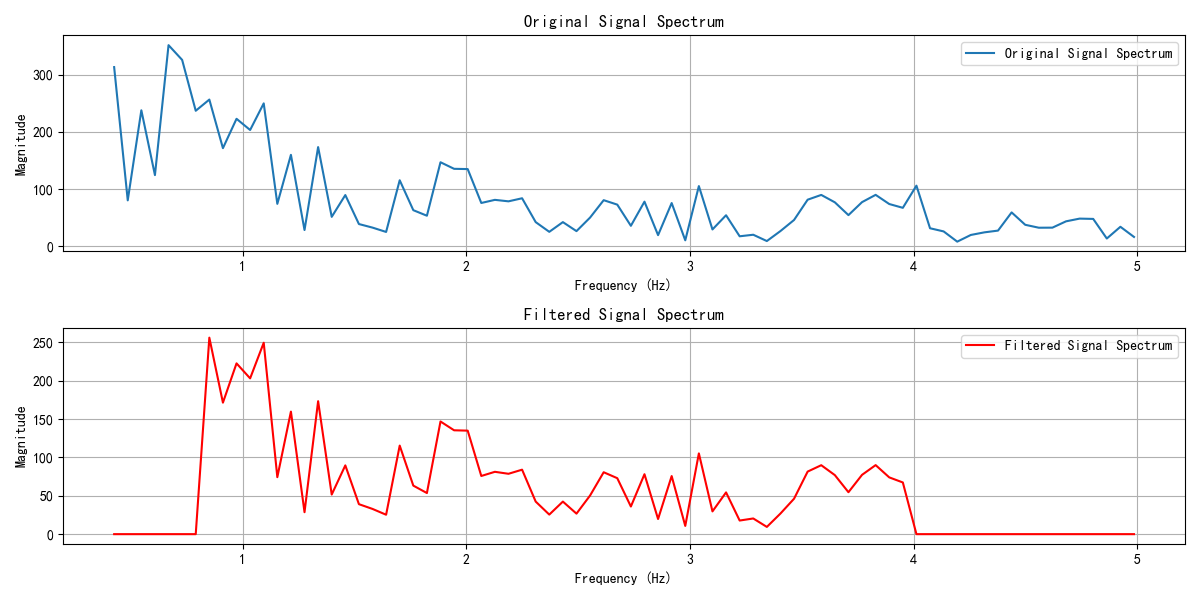 Original Signal Spectrum
Original Signal Spectrum
Magnitude
300
200
100
0
1 2 3 4 5
Frequency (Hz)
Filtered Signal Spectrum
Filtered Signal Spectrum
Magnitude
250
200
150
100
50
0
1 2 3 4 5
Frequency (Hz)